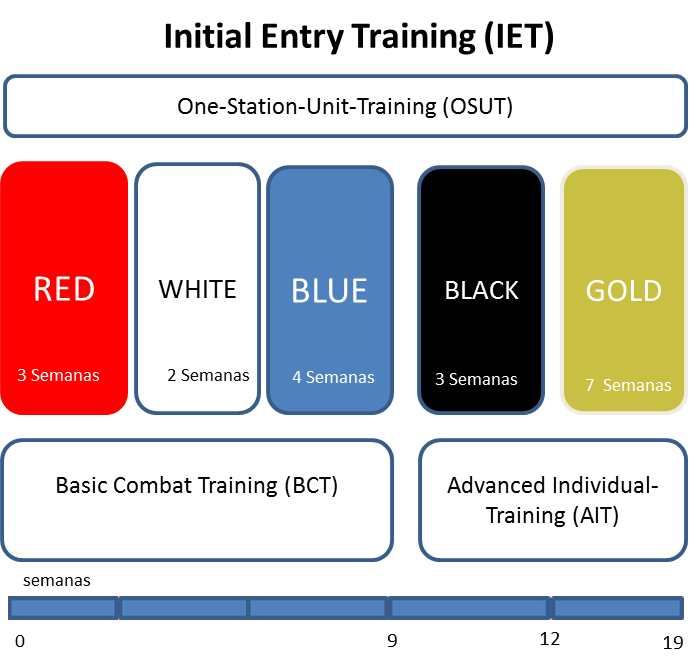 Initial Entry Training (IET)
One-Station-Unit-Training (OSUT)
RED
3 Semanas
WHITE
2 Semanas
BLUE
4 Semanas
BLACK
3 Semanas
GOLD
7 Semanas
Basic Combat Training (BCT)
Advanced Individual-
Training (AIT)
semanas
0
9
12
19